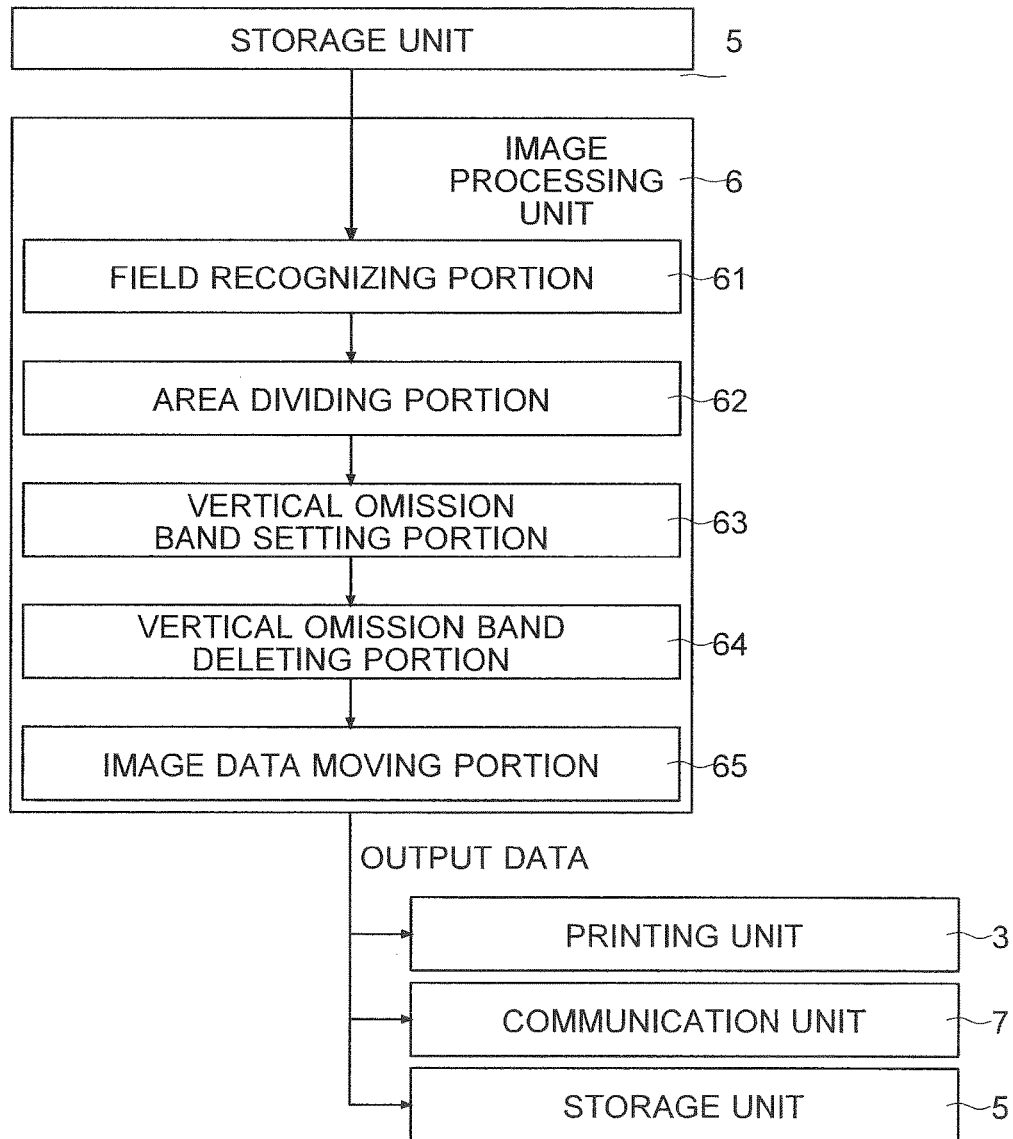 STORAGE UNIT 5
IMAGE
PROCESSING 6
UNIT
FIELD RECOGNIZING PORTION 61
AREA DIVIDING PORTION 62
VERTICAL OMISSION
BAND SETTING PORTION 63
VERTICAL OMISSION BAND
DELETING PORTION 64
IMAGE DATA MOVING PORTION 65
OUTPUT DATA
PRINTING UNIT 3
COMMUNICATION UNIT 7
STORAGE UNIT 5